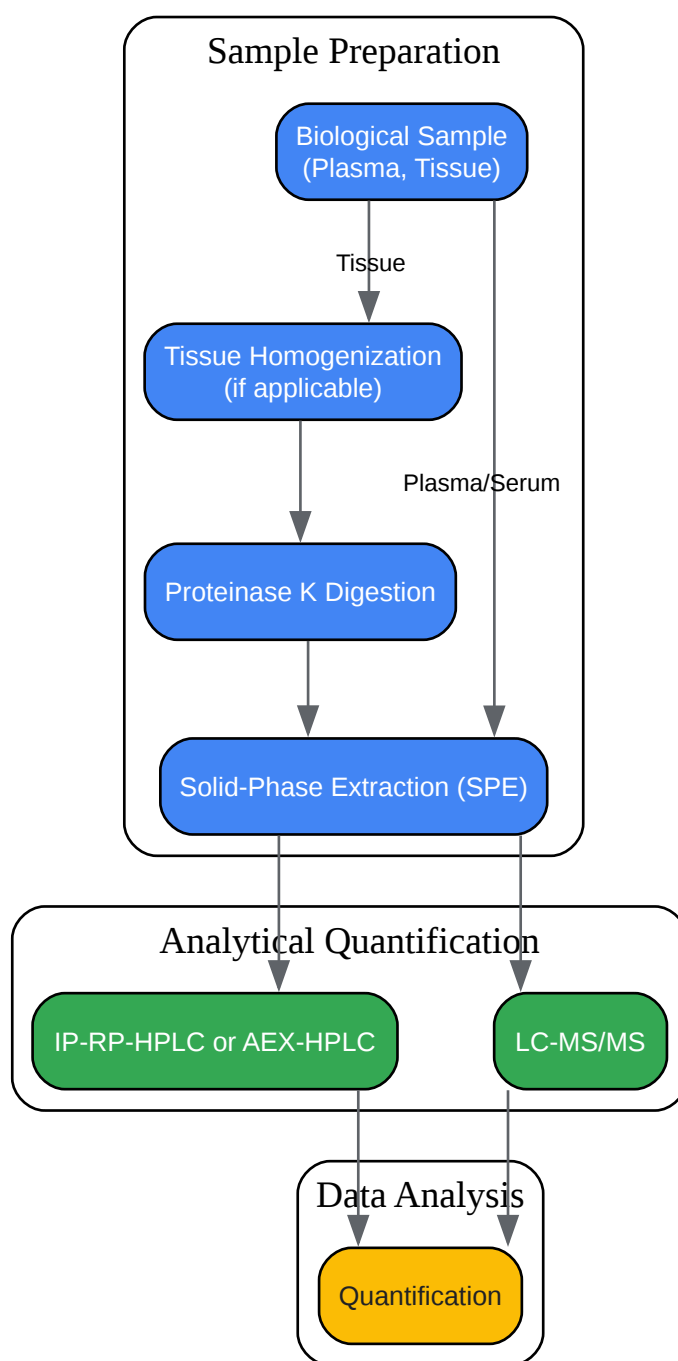 Sample Preparation
Biological Sample
(Plasma, Tissue)
Tissue
Tissue Homogenization
(if applicable)
Plasma/Serum
Proteinase K Digestion
Solid-Phase Extraction (SPE)
Analytical Quantification
IP-RP-HPLC or AEX-HPLC
LC-MS/MS
Data Analysis
Quantification